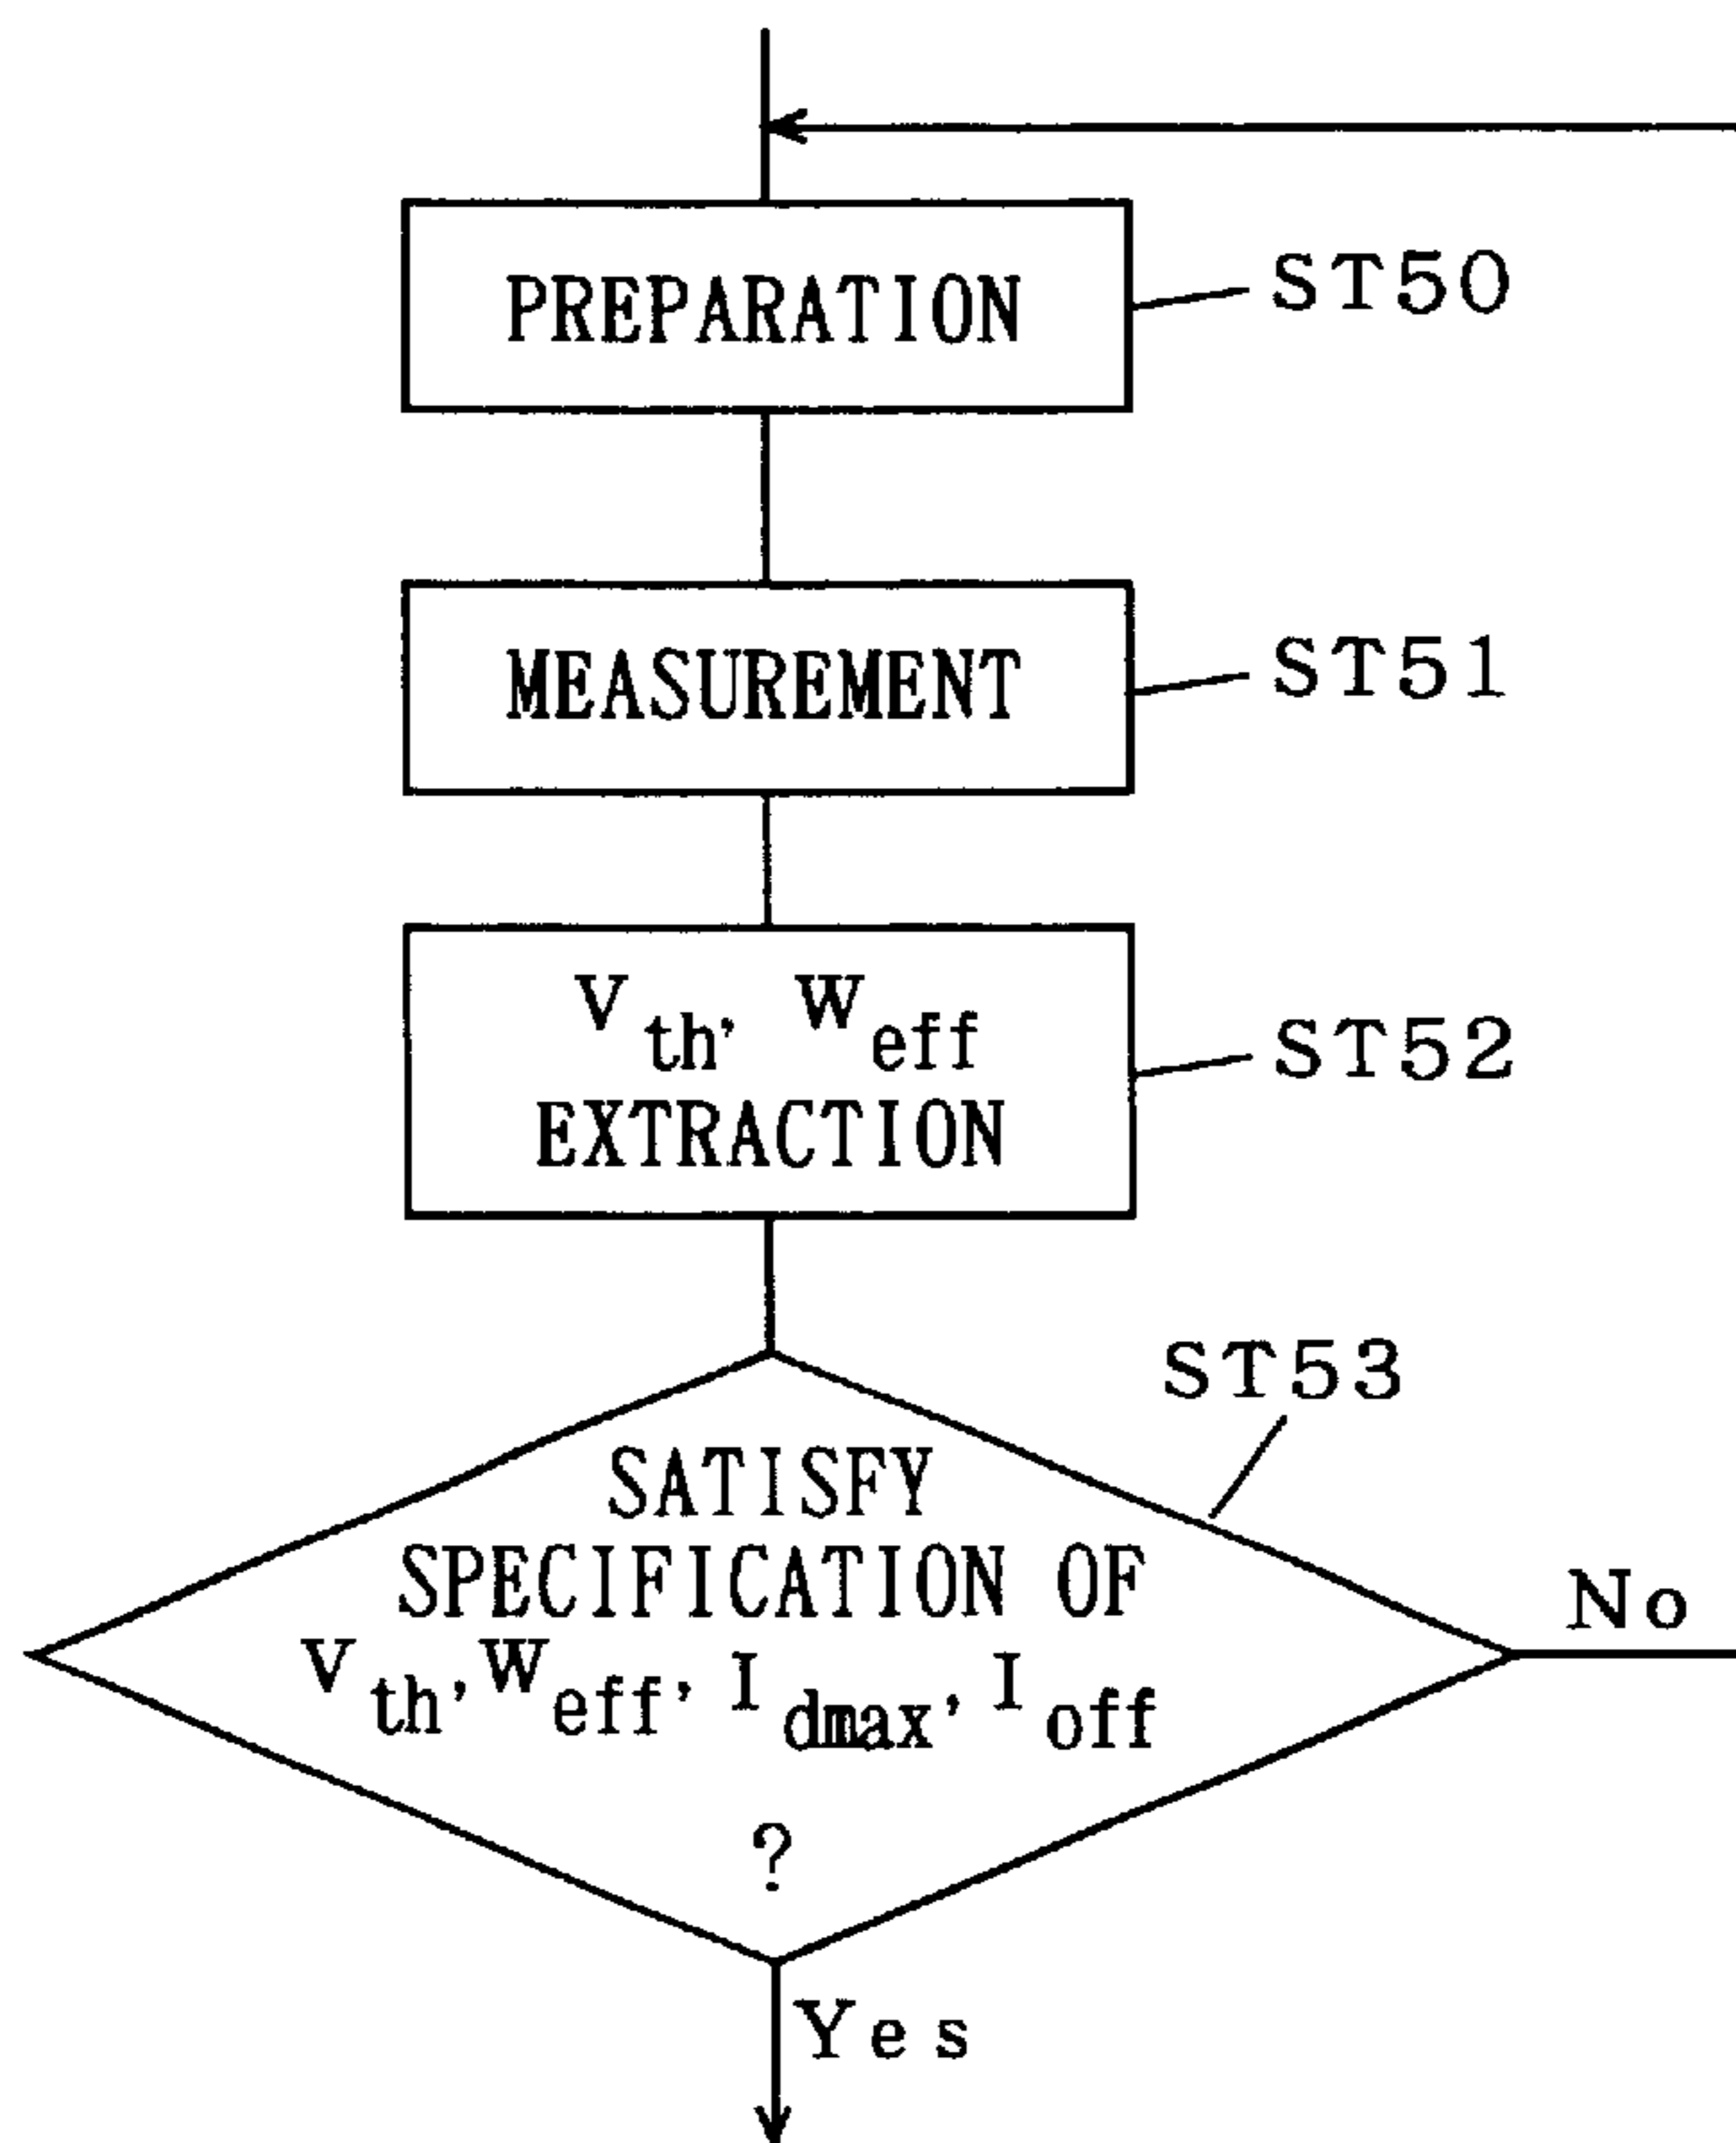 PREPARATION
ST50
MEASUREMENT
ST51
Vth, Weff
EXTRACTION
ST52
ST53
SATISFY
SPECIFICATION OF
Vth, Weff, Idmax, Ioff
?
No
Yes